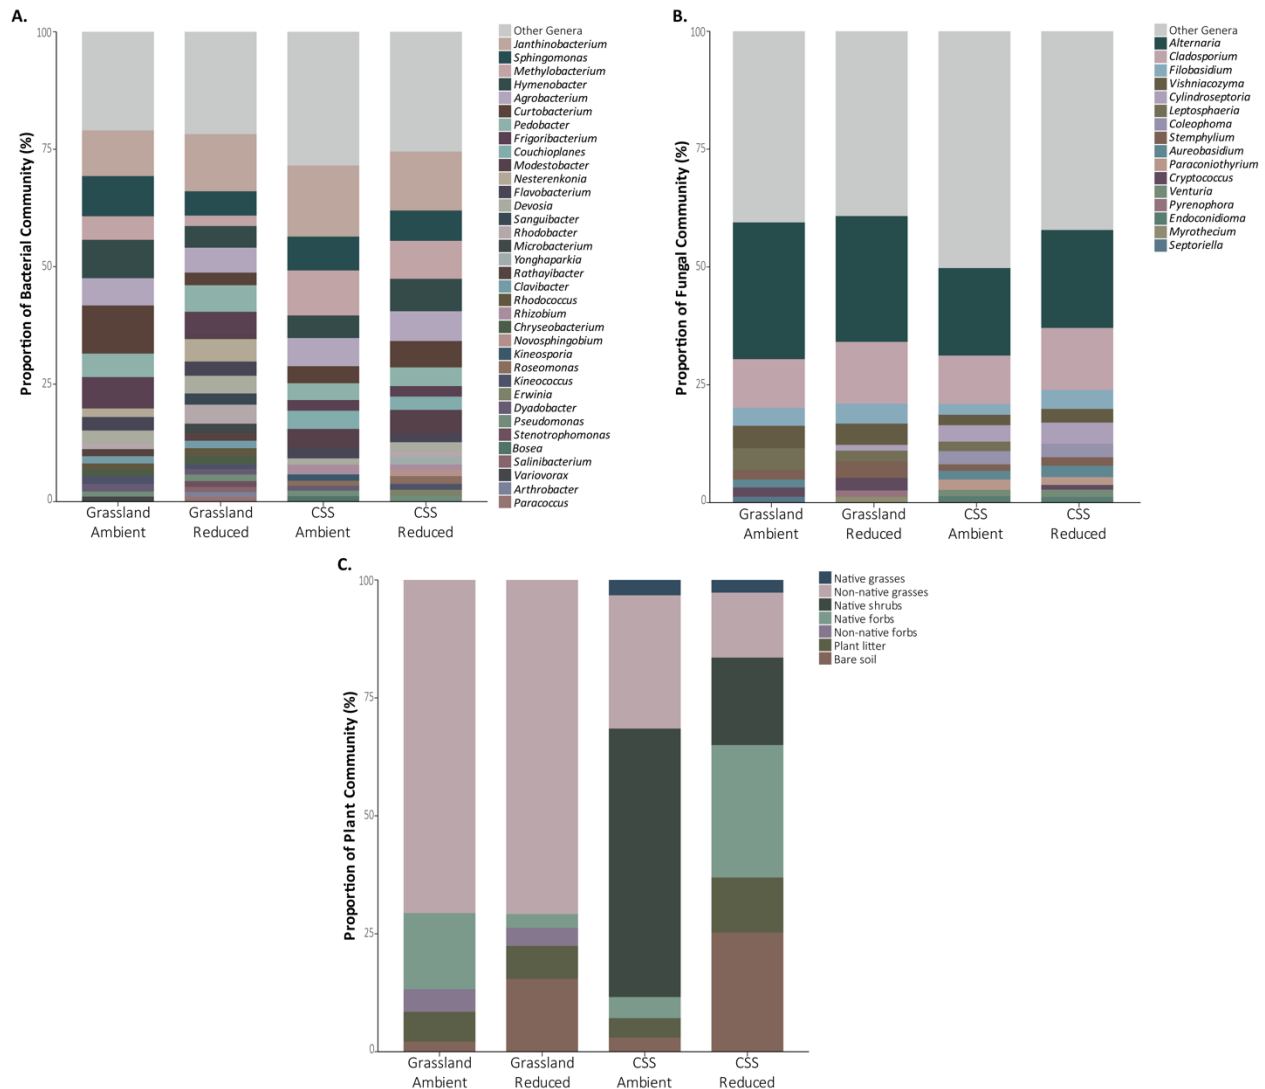 A.
Proportion of Bacterial Community (%)
100
75
50
25
0
Grassland
Ambient
Grassland
Reduced
CSS
Ambient
CSS
Reduced
Other Genera
Janthinobacterium
Sphingomonas
Methylobacterium
Hymenobacter
Agrobacterium
Curtobacterium
Pedobacter
Frigoribacterium
Couchioplanes
Modestobacter
Nesterenkonia
Flavobacterium
Devosia
Sanguibacter
Rhodobacter
Microbacterium
Yonghaparkia
Rathayibacter
Clavibacter
Rhodococcus
Rhizobium
Chryseobacterium
Novosphingobium
Kineosporia
Roseomonas
Kineococcus
Erwinia
Dyadobacter
Pseudomonas
Stenotrophomonas
Bosea
Salinibacterium
Variovorax
Arthrobacter
Paracoccus
B.
Proportion of Fungal Community (%)
100
75
50
25
0
Grassland
Ambient
Grassland
Reduced
CSS
Ambient
CSS
Reduced
Other Genera
Alternaria
Cladosporium
Filobasidium
Vishniacozyma
Cylindroseptoria
Leptosphaeria
Coleophoma
Stemphylium
Aureobasidium
Paraconiothyrium
Cryptococcus
Venturia
Pyrenophora
Endoconidioma
Myrothecium
Septoriella
C.
Proportion of Plant Community (%)
100
75
50
25
0
Grassland
Ambient
Grassland
Reduced
CSS
Ambient
CSS
Reduced
Native grasses
Non-native grasses
Native shrubs
Native forbs
Non-native forbs
Plant litter
Bare soil